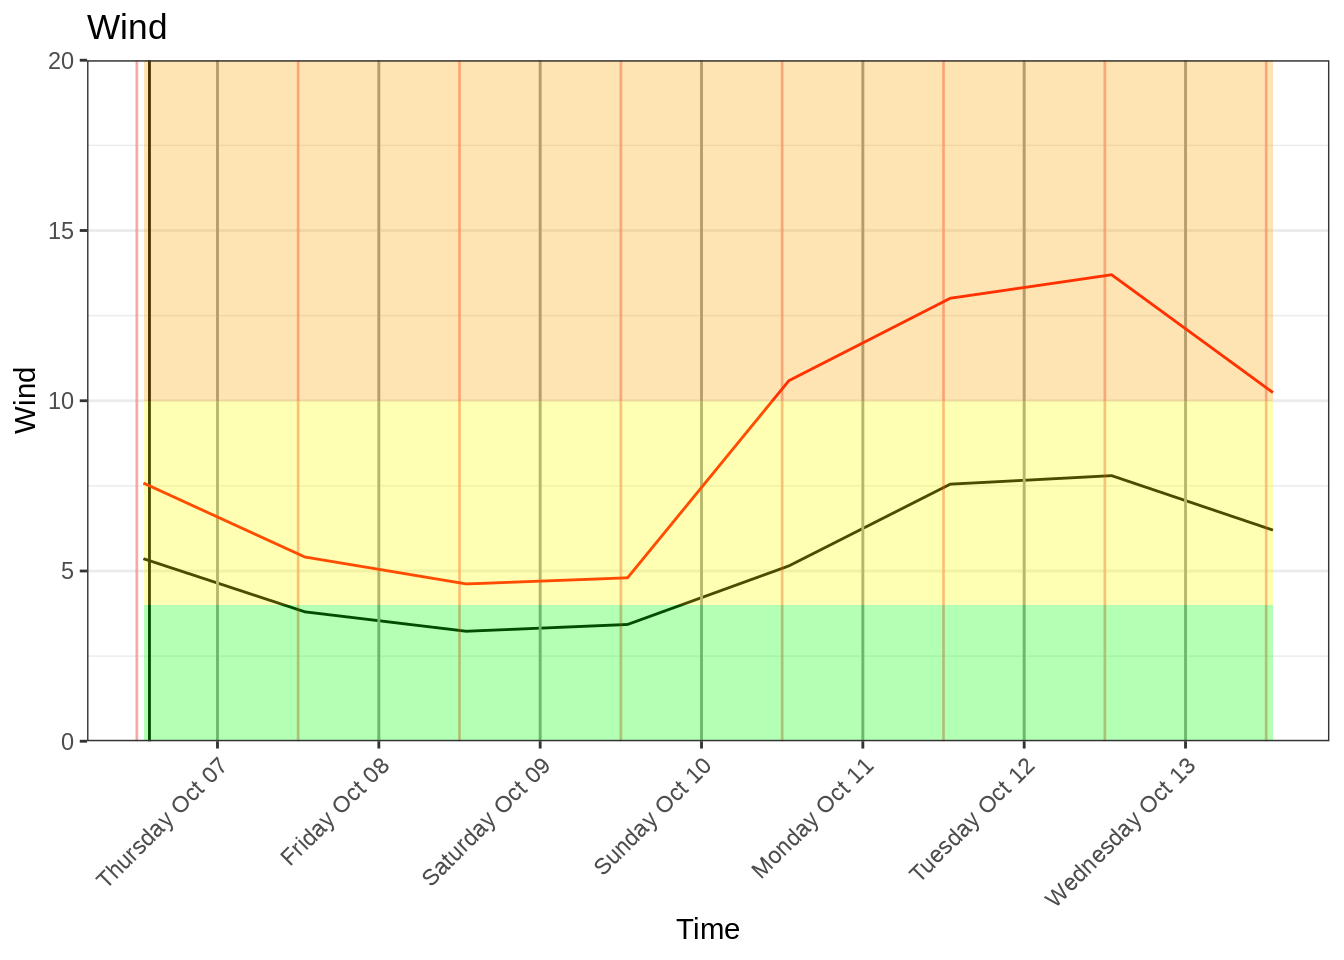 Wind
20
15
10
5
0
Wind
Thursday Oct 07
Friday Oct 08
Saturday Oct 09
Sunday Oct 10
Monday Oct 11
Tuesday Oct 12
Wednesday Oct 13
Time